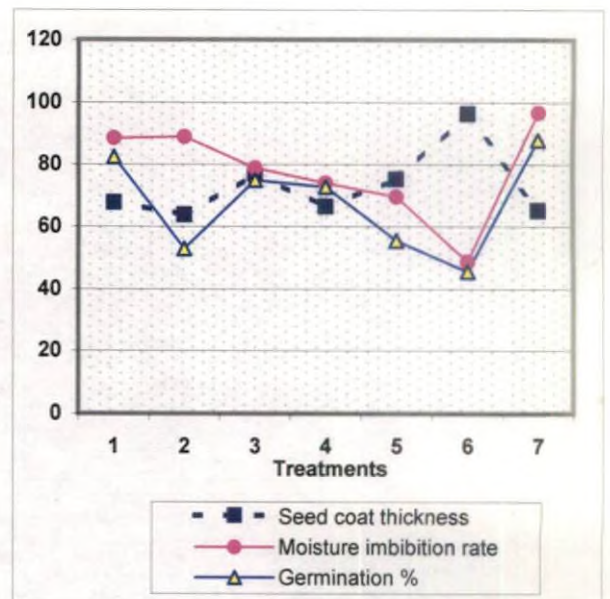 120
100
80
60
40
20
0
1 2 3 4 5 6 7
Treatments
Seed coat thickness
Moisture imbibition rate
Germination %